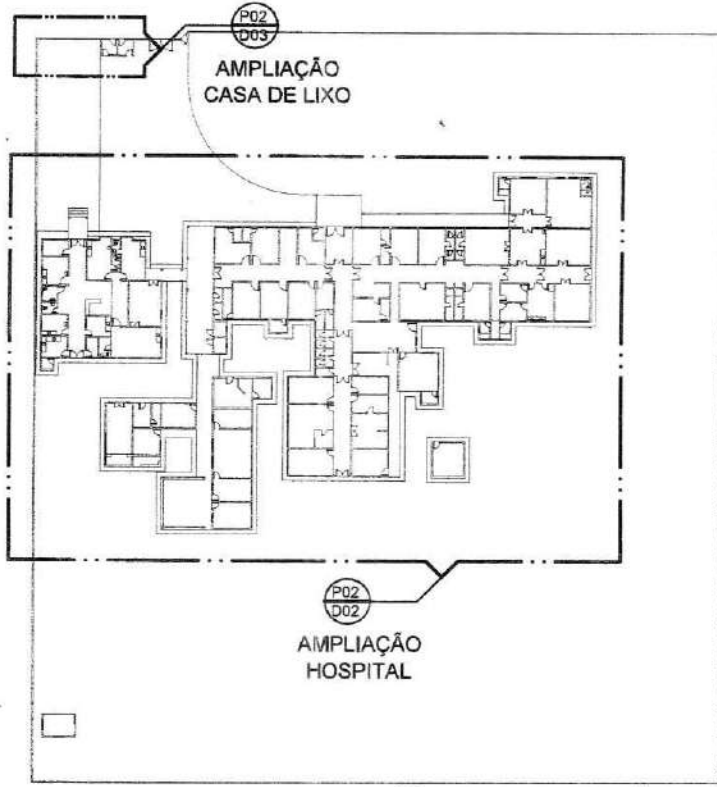 P02
D03
AMPLIAÇÃO
CASA DE LIXO
P02
D02
AMPLIAÇÃO
HOSPITAL